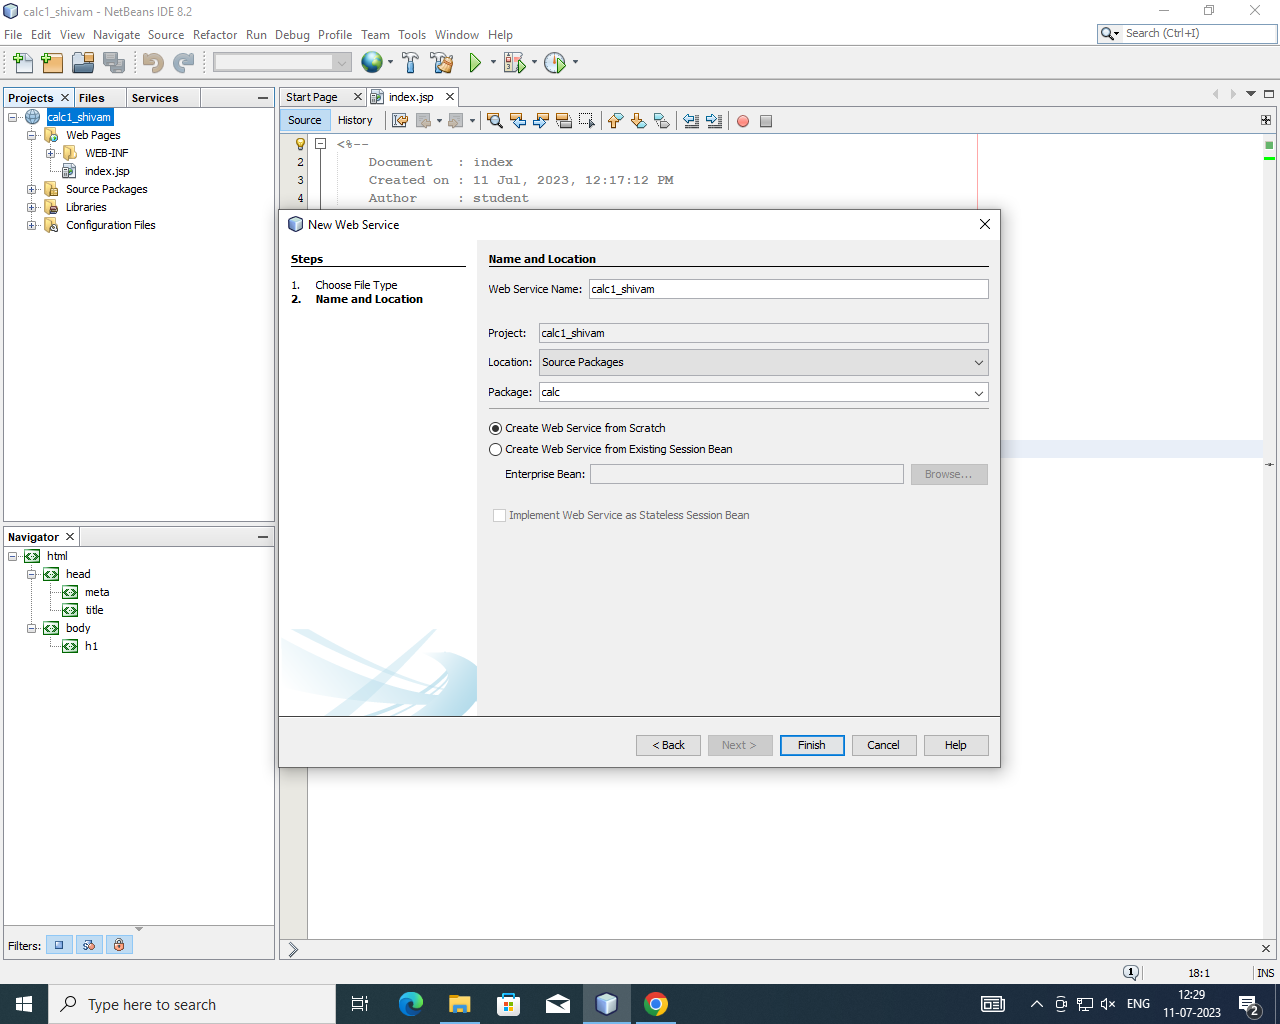 calc1_shivam - NetBeans IDE 8.2
File Edit View Navigate Source Refactor Run Debug Profile Team Tools Window Help
Search (Ctrl+I)
Projects Files Services
calc1_shivam
Web Pages
WEB-INF
index.jsp
Source Packages
Libraries
Configuration Files
Start Page index.jsp
Source History
<%--
2 Document : index
3 Created on : 11 Jul, 2023, 12:17:12 PM
4 Author : student
New Web Service
Steps
1. Choose File Type
2. Name and Location
Name and Location
Web Service Name: calc1_shivam
Project: calc1_shivam
Location: Source Packages
Package: calc
Create Web Service from Scratch
Create Web Service from Existing Session Bean
Enterprise Bean: Browse...
Implement Web Service as Stateless Session Bean
< Back Next > Finish Cancel Help
Navigator
html
head
meta
title
body
h1
Filters:
1 18:1 INS
Type here to search
ENG
12:29
11-07-2023
2